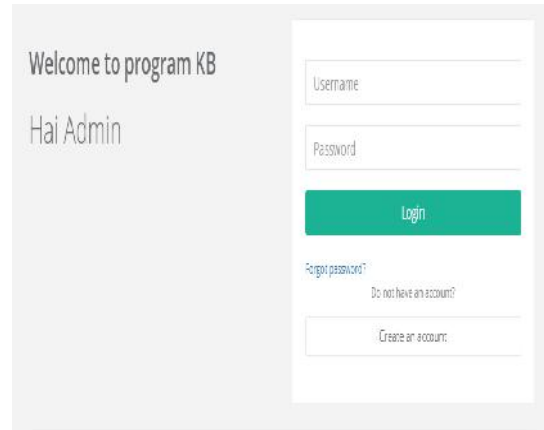 Welcome to program KB
Hai Admin
Username
Password
Login
Forgot password?
Do not have an account?
Create an account